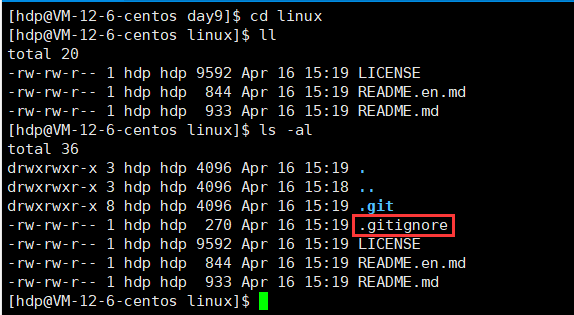 [hdp@VM-12-6-centos day9]$ cd linux
[hdp@VM-12-6-centos linux]$ ll
total 20
-rw-rw-r-- 1 hdp hdp 9592 Apr 16 15:19 LICENSE
-rw-rw-r-- 1 hdp hdp  844 Apr 16 15:19 README.en.md
-rw-rw-r-- 1 hdp hdp  933 Apr 16 15:19 README.md
[hdp@VM-12-6-centos linux]$ ls -al
total 36
drwxrwxr-x 3 hdp hdp 4096 Apr 16 15:19 .
drwxrwxr-x 3 hdp hdp 4096 Apr 16 15:18 ..
drwxrwxr-x 8 hdp hdp 4096 Apr 16 15:19 .git
-rw-rw-r-- 1 hdp hdp  270 Apr 16 15:19 .gitignore
-rw-rw-r-- 1 hdp hdp 9592 Apr 16 15:19 LICENSE
-rw-rw-r-- 1 hdp hdp  844 Apr 16 15:19 README.en.md
-rw-rw-r-- 1 hdp hdp  933 Apr 16 15:19 README.md
[hdp@VM-12-6-centos linux]$